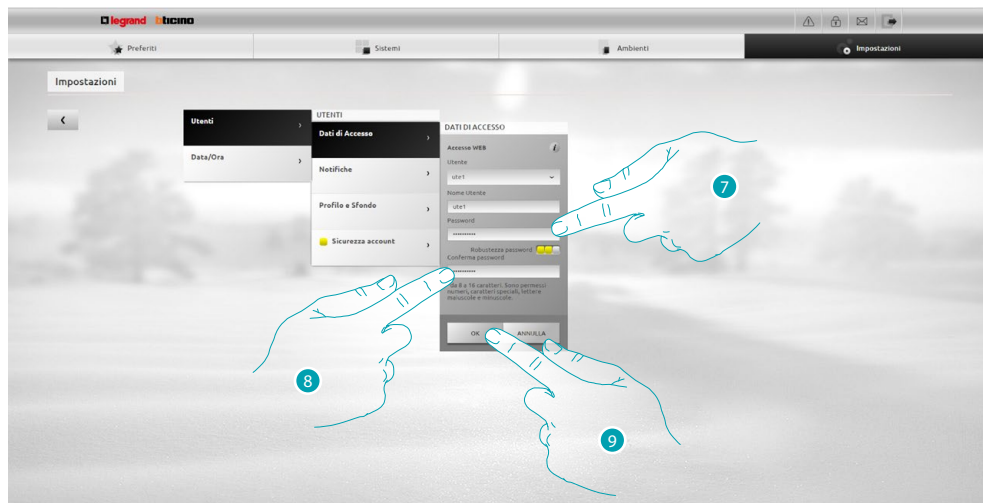 legrand bticino
Preferiti
Sistemi
Ambienti
Impostazioni
Impostazioni
Utenti
Data/Ora
UTENTI
Dati di Accesso
Notifiche
Profilo e Sfondo
Sicurezza account
DATI DI ACCESSO
Accesso WEB
i
Utente
ute1
Nome Utente
ute1
Password
••••••••••
Robustezza password
Conferma password
••••••••••
da 8 a 16 caratteri. Sono permessi
numeri, caratteri speciali, lettere
maiuscole e minuscole.
OK
ANNULLA
7
8
9